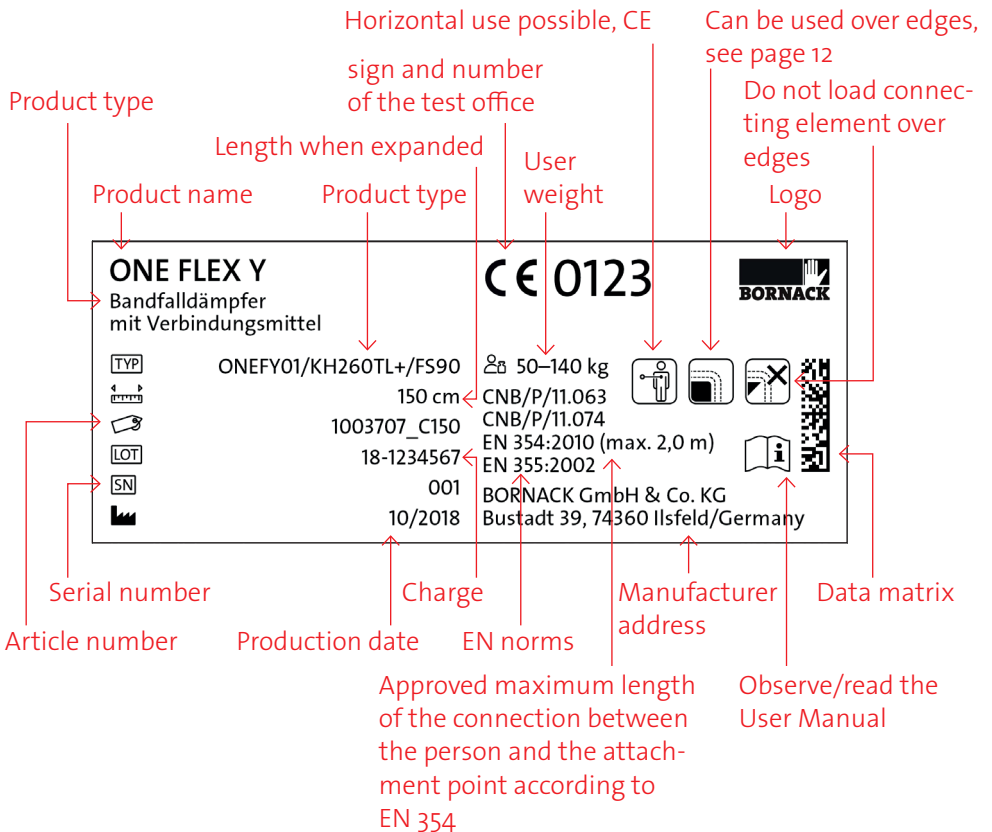 Horizontal use possible, CE
sign and number
of the test office
Can be used over edges,
see page 12
Do not load connec-
ting element over
edges
Product type
Length when expanded
User
weight
Product name
Product type
Logo
ONE FLEX Y
Bandfalldämpfer
mit Verbindungsmittel
CE 0123
BORNACK
TYP
ONEFFY01/KH260TL+/FS90
50–140 kg
150 cm
CNB/P/11.063
1003707_C150
CNB/P/11.074
EN 354:2010 (max. 2,0 m)
LOT
18-1234567
EN 355:2002
i
SN
001
BORNACK GmbH & Co. KG
10/2018
Bustadt 39, 74360 Ilsfeld/Germany
Serial number
Charge
Manufacturer
address
Data matrix
Article number
Production date
EN norms
Approved maximum length
of the connection between
the person and the attach-
ment point according to
EN 354
Observe/read the
User Manual